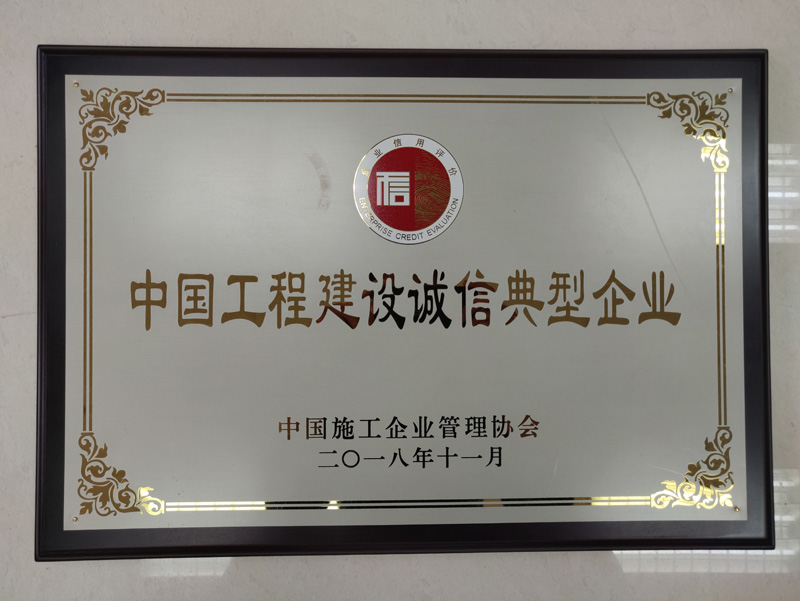 企业信用评价
信
ENTERPRISE CREDIT EVALUATION
中国工程建设诚信典型企业
中国施工企业管理协会
二〇一八年十一月